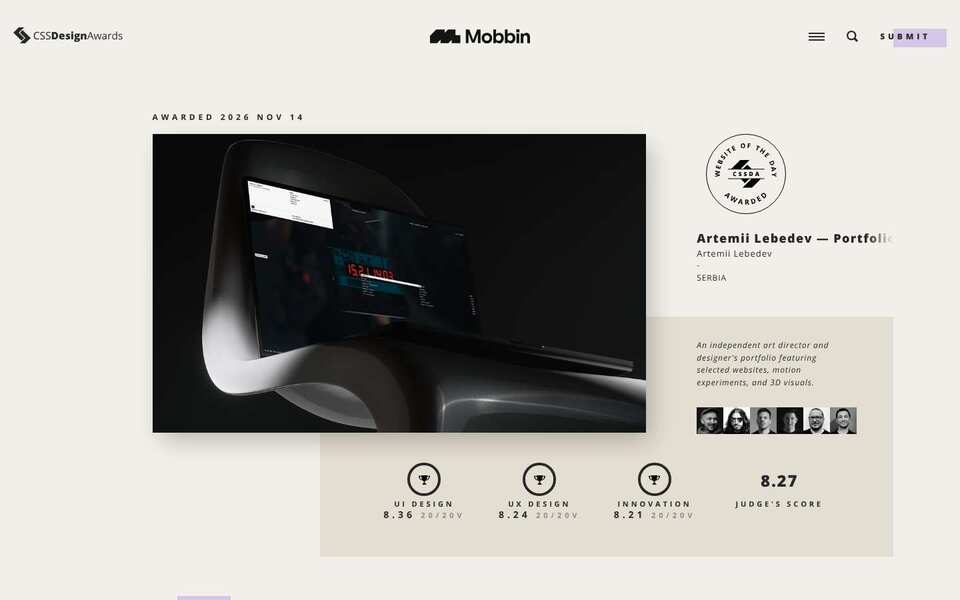 CSSDesignAwards
Mobbin
SUBMIT
AWARDED 2026 NOV 14
WEBSITE OF THE DAY
CSSDA
AWARDED
Artemii Lebedev — Portfolio
Artemii Lebedev
-
SERBIA
An independent art director and
designer's portfolio featuring
selected websites, motion
experiments, and 3D visuals.
UI DESIGN
8.36 20/20V
UX DESIGN
8.24 20/20V
INNOVATION
8.21 20/20V
8.27
JUDGE'S SCORE